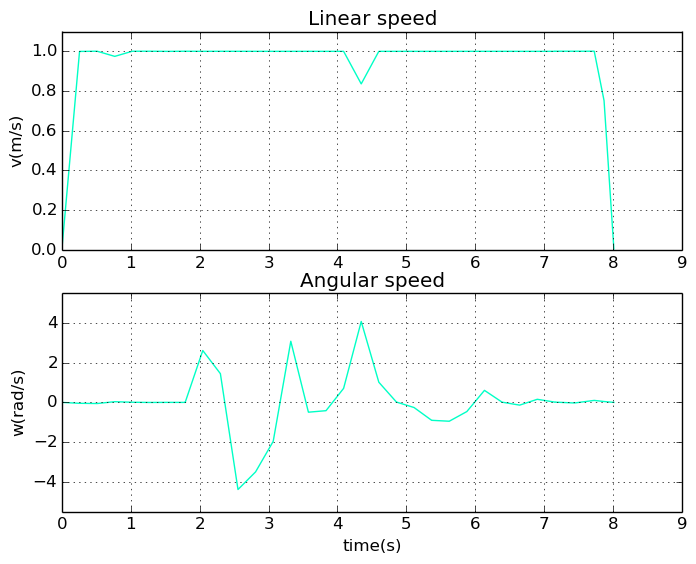 Linear speed
1.0
0.8
0.6
0.4
0.2
0.0
v(m/s)
0 1 2 3 4 5 6 7 8 9
Angular speed
4
2
0
−2
−4
w(rad/s)
0 1 2 3 4 5 6 7 8 9
time(s)